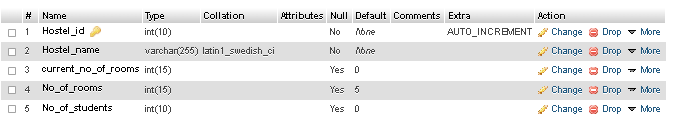 # Name Type Collation Attributes Null Default Comments Extra Action
1 Hostel_id int(10) No None AUTO_INCREMENT Change Drop More
2 Hostel_name varchar(255) latin1_swedish_ci No None Change Drop More
3 current_no_of_rooms int(15) Yes 0 Change Drop More
4 No_of_rooms int(15) Yes 5 Change Drop More
5 No_of_students int(10) Yes 0 Change Drop More